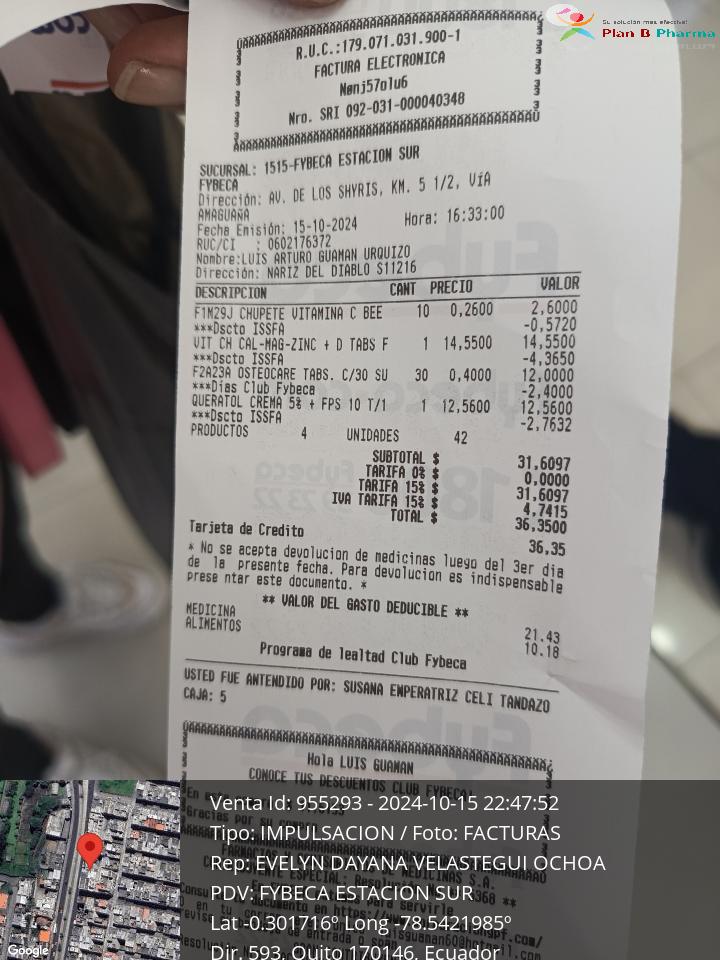 Su solución mas efectiva!
Plan B Pharma
R.U.C.:179.071.031.900-1
FACTURA ELECTRONICA
Nønj57olu6
Nro. SRI 092-031-000040348
SUCURSAL: 1515-FYBECA ESTACION SUR
FYBECA
Dirección: AV. DE LOS SHYRIS, KM. 5 1/2, VíA
AMAGUAÑA
Fecha Emisión: 15-10-2024 Hora: 16:33:00
RUC/CI : 0602176372
Nombre:LUIS ARTURO GUAMAN URQUIZO
Dirección: NARIZ DEL DIABLO S11216
DESCRIPCION CANT PRECIO VALOR
F1M29J CHUPETE VITAMINA C BEE 10 0,2600 2,6000
***Dscto ISSFA -0,5720
VIT CH CAL-MAG-ZINC + D TABS F 1 14,5500 14,5500
***Dscto ISSFA -4,3650
F2A23A OSTEOCARE TABS. C/30 SU 30 0,4000 12,0000
***Días Club Fybeca -2,4000
QUERATOL CREMA 5% + FPS 10 T/1 1 12,5600 12,5600
***Dscto ISSFA -2,7632
PRODUCTOS 4 UNIDADES 42
SUBTOTAL $ 31,6097
TARIFA 0% $ 0,0000
TARIFA 15% $ 31,6097
IVA TARIFA 15% $ 4,7415
TOTAL $ 36,3500
Tarjeta de Credito 36,35
* No se acepta devolucion de medicinas luego del 3er dia
de la presente fecha. Para devolucion es indispensable
prese ntar este documento. *
** VALOR DEL GASTO DEDUCIBLE **
MEDICINA 21.43
ALIMENTOS 10.18
Programa de lealtad Club Fybeca
USTED FUE ANTENDIDO POR: SUSANA EMPERATRIZ CELI TANDAZO
CAJA: 5
Hola LUIS GUAMAN
CONOCE TUS DESCUENTOS CLUB FYBECA!
Venta Id: 955293 - 2024-10-15 22:47:52
Tipo: IMPULSACION / Foto: FACTURAS
Rep: EVELYN DAYANA VELASTEGUI OCHOA
PDV: FYBECA ESTACION SUR
Lat -0.301716º Long -78.5421985º
Dir. 593, Quito 170146, Ecuador
Google